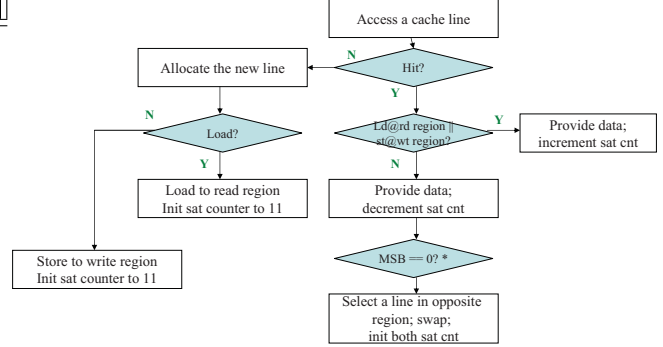 Access a cache line
N
Allocate the new line
Hit?
Y
N
Load?
Ld@rd region ||
st@wt region?
Y
Provide data;
increment sat cnt
Y
N
Load to read region
Init sat counter to 11
Provide data;
decrement sat cnt
Store to write region
Init sat counter to 11
MSB == 0? *
Select a line in opposite
region; swap;
init both sat cnt